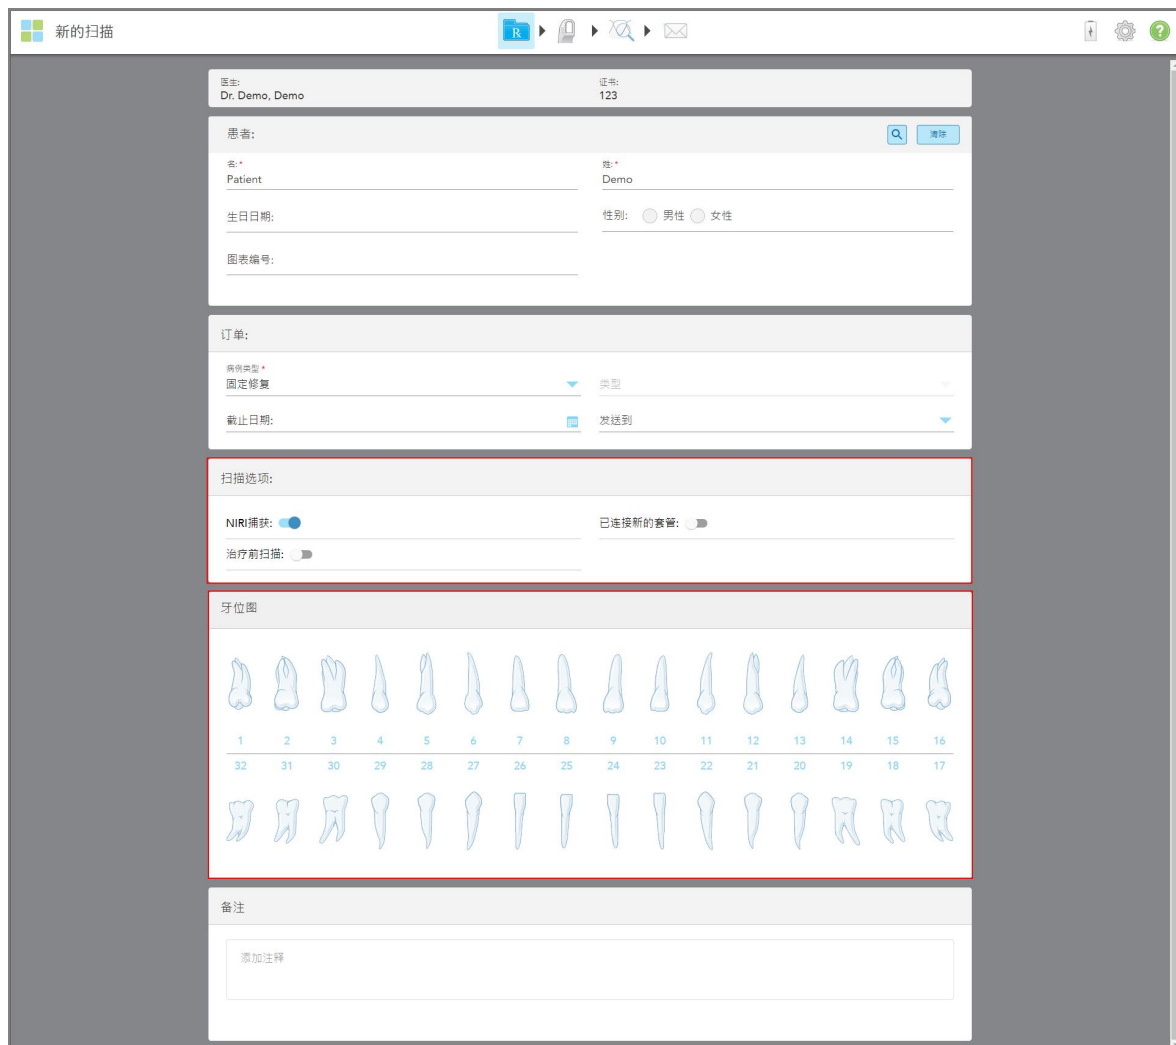 新的扫描
R
?
医生: 证书:
Dr. Demo, Demo 123
患者: 清除
名:* 姓:*
Patient Demo
生日日期: 性别: 男性 女性
图表编号:
订单:
病例类型*
固定修复 类型
截止日期: 发送到
扫描选项:
NIRI捕获: 已连接新的套管:
治疗前扫描:
牙位图
1 2 3 4 5 6 7 8 9 10 11 12 13 14 15 16
32 31 30 29 28 27 26 25 24 23 22 21 20 19 18 17
备注
添加注释